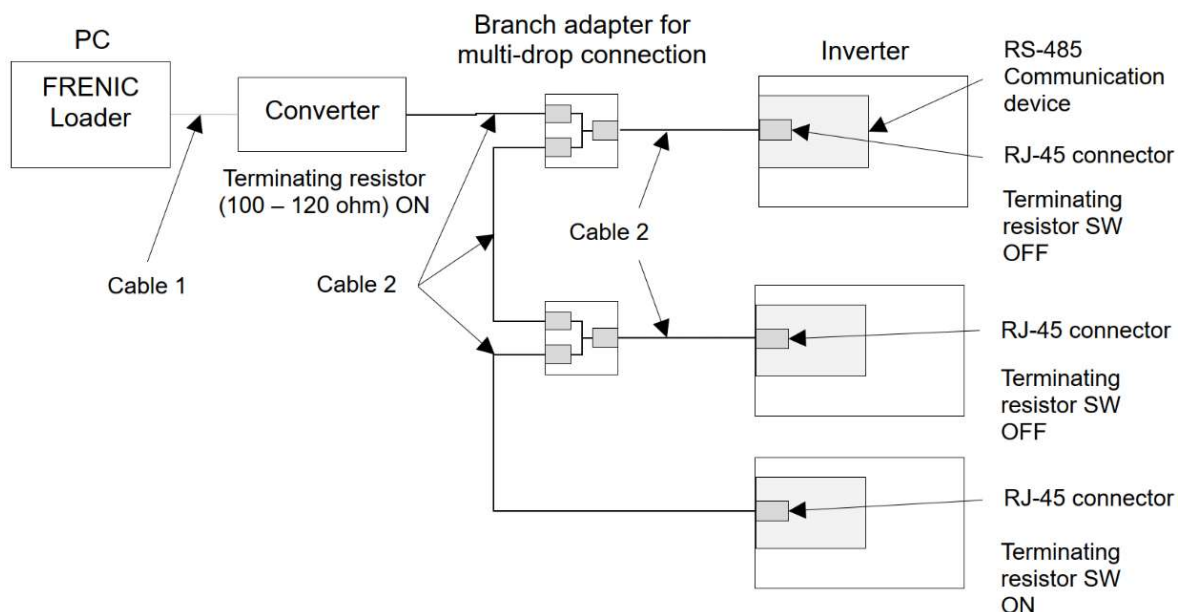 PC
FRENIC
Loader
Converter
Terminating resistor
(100 – 120 ohm) ON
Cable 1
Cable 2
Branch adapter for
multi-drop connection
Cable 2
Inverter
RS-485
Communication
device
RJ-45 connector
Terminating
resistor SW
OFF
RJ-45 connector
Terminating
resistor SW
OFF
RJ-45 connector
Terminating
resistor SW
ON